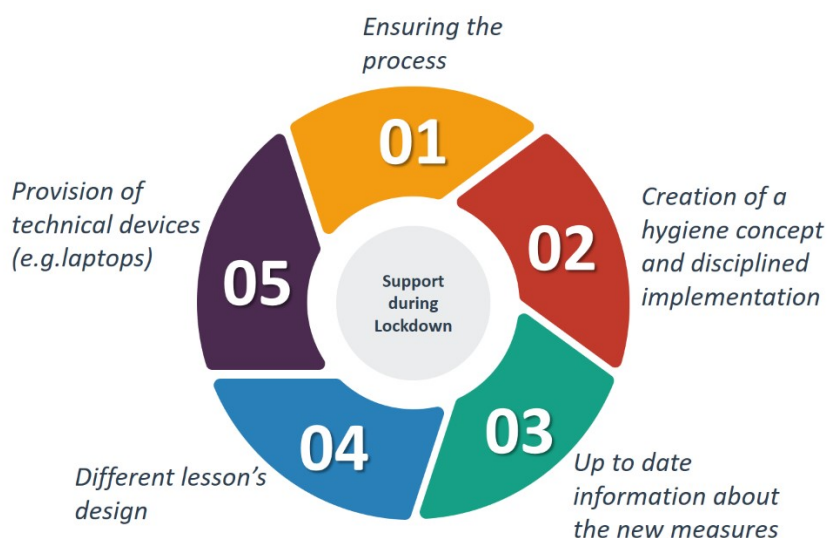 Ensuring the
process
01
Creation of a
hygiene concept
and disciplined
implementation
02
Up to date
information about
the new measures
03
Different lesson's
design
04
Provision of
technical devices
(e.g.laptops)
05
Support
during
Lockdown